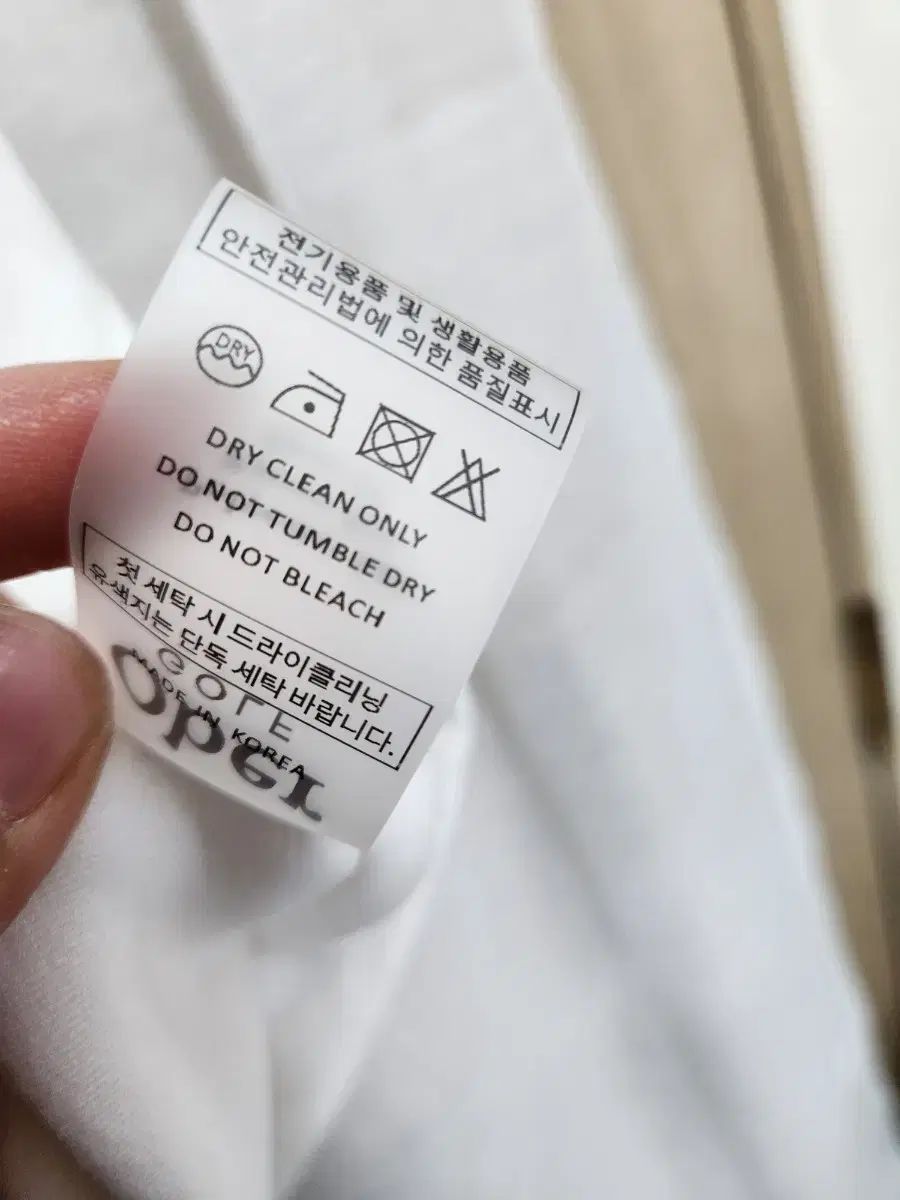 전기용품 및 생활용품
안전관리법에 의한 품질표시
DRY
DRY CLEAN ONLY
DO NOT TUMBLE DRY
DO NOT BLEACH
첫 세탁 시 드라이클리닝
유색지는 단독 세탁 바랍니다.
MADE IN KOREA